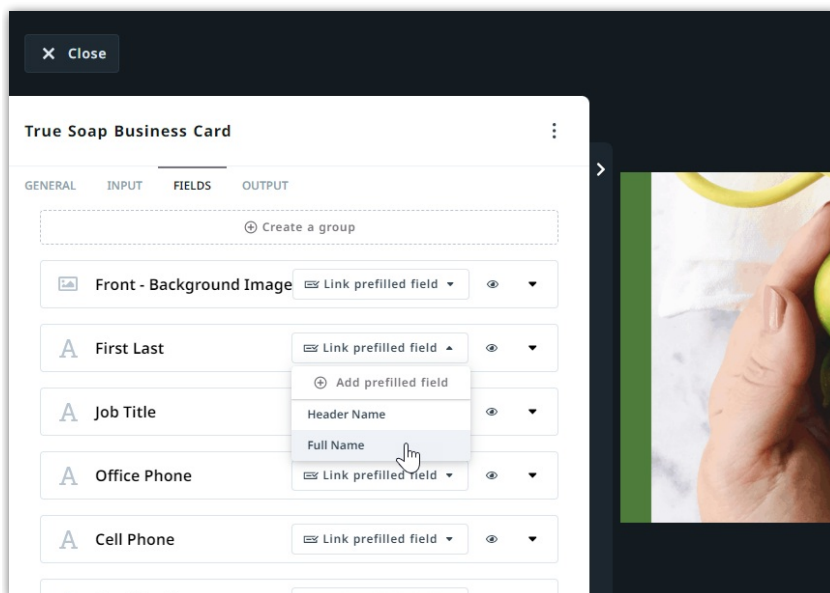 Close
True Soap Business Card
GENERAL INPUT FIELDS OUTPUT
Create a group
Front - Background Image Link prefilled field
First Last Link prefilled field
Add prefilled field
Header Name
Job Title
Full Name
Office Phone Link prefilled field
Cell Phone Link prefilled field